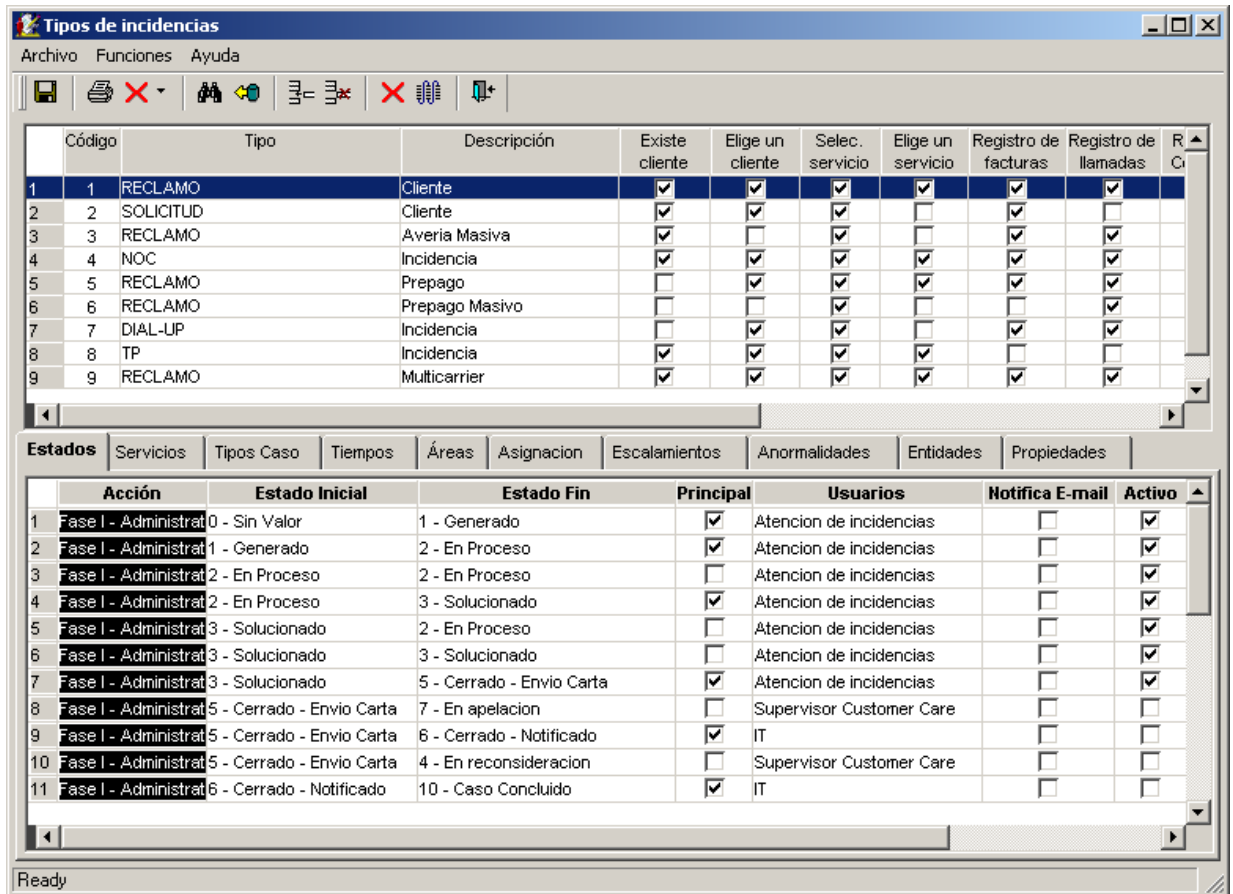 Tipos de incidencias
Archivo Funciones Ayuda
Código Tipo Descripción Existe cliente Elige un cliente Selec. servicio Elige un servicio Registro de facturas Registro de llamadas
1 1 RECLAMO Cliente
2 2 SOLICITUD Cliente
3 3 RECLAMO Averia Masiva
4 4 NOC Incidencia
5 5 RECLAMO Prepago
6 6 RECLAMO Prepago Masivo
7 7 DIAL-UP Incidencia
8 8 TP Incidencia
9 9 RECLAMO Multicarrier
Estados Servicios Tipos Caso Tiempos Áreas Asignacion Escalamientos Anormalidades Entidades Propiedades
Acción Estado Inicial Estado Fin Principal Usuarios Notifica E-mail Activo
1 Fase I - Administrat 0 - Sin Valor 1 - Generado Atencion de incidencias
2 Fase I - Administrat 1 - Generado 2 - En Proceso Atencion de incidencias
3 Fase I - Administrat 2 - En Proceso 2 - En Proceso Atencion de incidencias
4 Fase I - Administrat 2 - En Proceso 3 - Solucionado Atencion de incidencias
5 Fase I - Administrat 3 - Solucionado 2 - En Proceso Atencion de incidencias
6 Fase I - Administrat 3 - Solucionado 3 - Solucionado Atencion de incidencias
7 Fase I - Administrat 3 - Solucionado 5 - Cerrado - Envio Carta Atencion de incidencias
8 Fase I - Administrat 5 - Cerrado - Envio Carta 7 - En apelacion Supervisor Customer Care
9 Fase I - Administrat 5 - Cerrado - Envio Carta 6 - Cerrado - Notificado IT
10 Fase I - Administrat 5 - Cerrado - Envio Carta 4 - En reconsideracion Supervisor Customer Care
11 Fase I - Administrat 6 - Cerrado - Notificado 10 - Caso Concluido IT
Ready